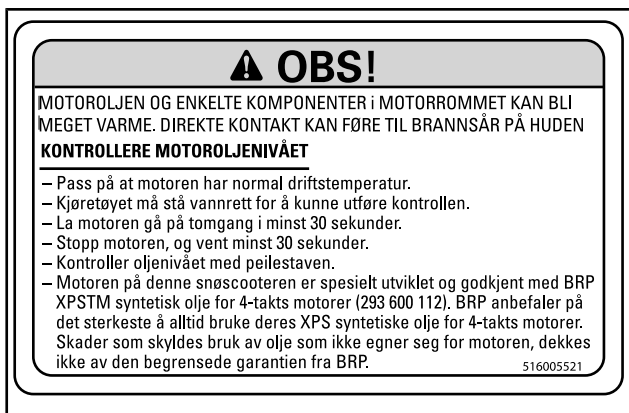 ⚠ OBS!
MOTOROLJEN OG ENKELTE KOMPONENTER i MOTORROMMET KAN BLI
MEGET VARME. DIREKTE KONTAKT KAN FØRE TIL BRANNSÅR PÅ HUDEN
KONTROLLERE MOTOROLJENIVÅET
– Pass på at motoren har normal driftstemperatur.
– Kjøretøyet må stå vannrett for å kunne utføre kontrollen.
– La motoren gå på tomgang i minst 30 sekunder.
– Stopp motoren, og vent minst 30 sekunder.
– Kontroller oljenivået med peilestaven.
– Motoren på denne snøscooteren er spesielt utviklet og godkjent med BRP
XPSTM syntetisk olje for 4-takts motorer (293 600 112). BRP anbefaler på
det sterkeste å alltid bruke deres XPS syntetiske olje for 4-takts motorer.
Skader som skyldes bruk av olje som ikke egner seg for motoren, dekkes
ikke av den begrensede garantien fra BRP.
516005521